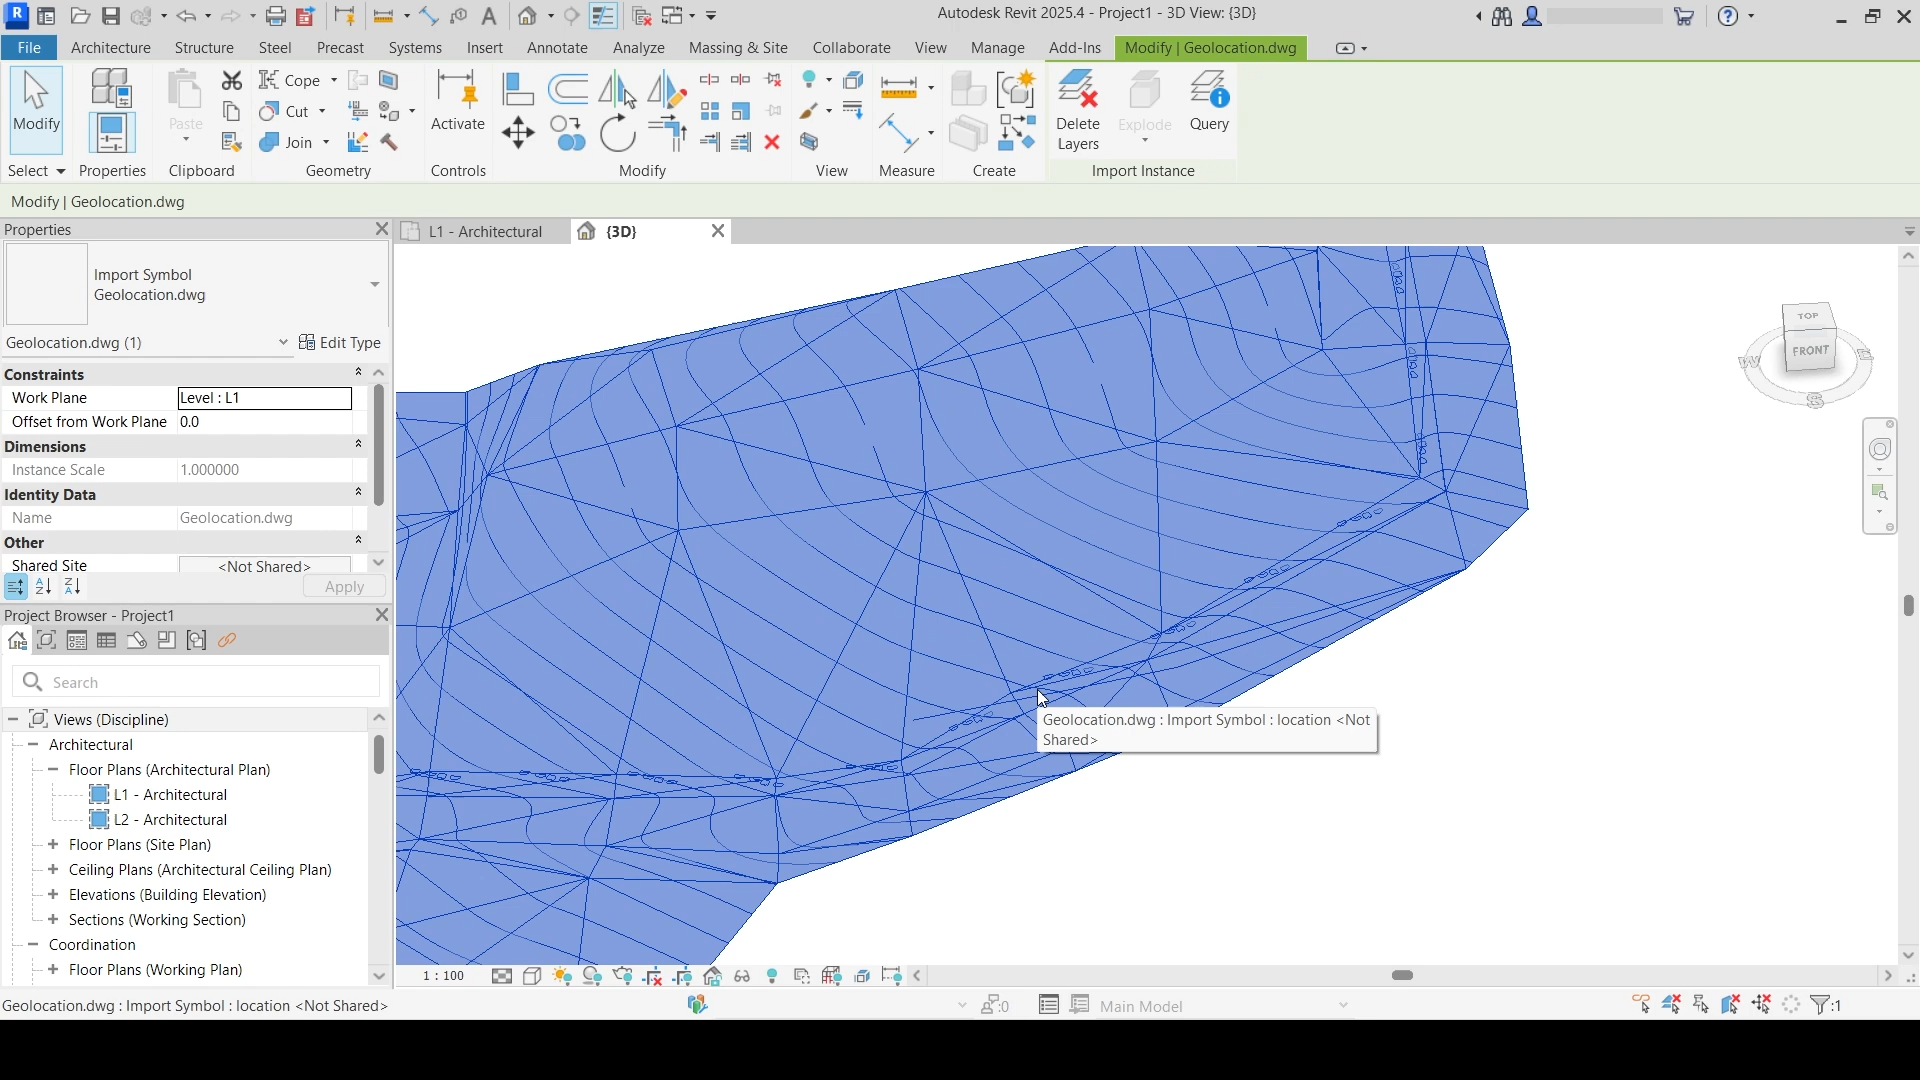 Autodesk Revit 2025.4 - Project1 - 3D View: {3D}
File Architecture Structure Steel Precast Systems Insert Annotate Analyze Massing & Site Collaborate View Manage Add-Ins Modify | Geolocation.dwg
Modify Paste Cope Cut Join Activate Delete Layers Explode Query
Select Properties Clipboard Geometry Controls Modify View Measure Create Import Instance
Modify | Geolocation.dwg
Properties
L1 - Architectural {3D}
Import Symbol
Geolocation.dwg
Geolocation.dwg (1) Edit Type
Constraints
Work Plane Level : L1
Offset from Work Plane 0.0
Dimensions
Instance Scale 1.000000
Identity Data
Name Geolocation.dwg
Other
Shared Site <Not Shared>
Apply
Project Browser - Project1
Search
Views (Discipline)
Architectural
Floor Plans (Architectural Plan)
L1 - Architectural
L2 - Architectural
Floor Plans (Site Plan)
Ceiling Plans (Architectural Ceiling Plan)
Elevations (Building Elevation)
Sections (Working Section)
Coordination
Floor Plans (Working Plan)
TOP
FRONT
W
S
Geolocation.dwg : Import Symbol : location <Not
Shared>
1 : 100
Geolocation.dwg : Import Symbol : location <Not Shared>
:0
Main Model
:1